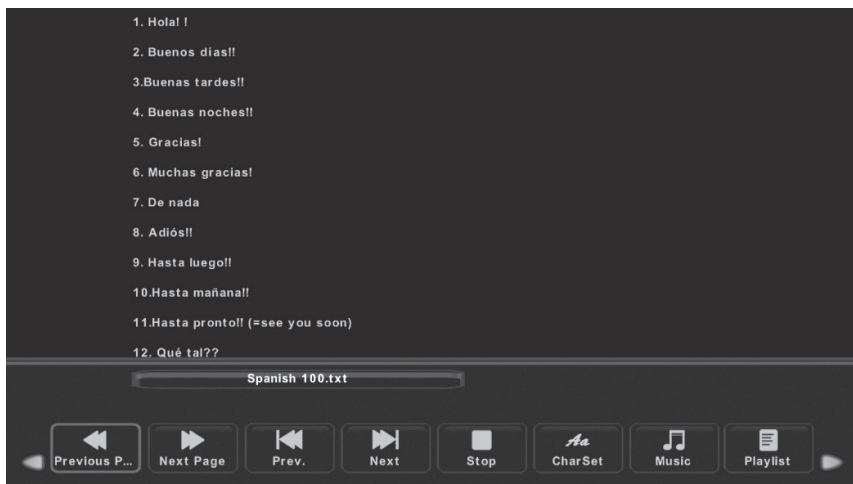 1. Hola! !
2. Buenos días!!
3.Buenas tardes!!
4. Buenas noches!!
5. Gracias!
6. Muchas gracias!
7. De nada
8. Adiós!!
9. Hasta luego!!
10.Hasta mañana!!
11.Hasta pronto!! (=see you soon)
12. Qué tal??
Spanish 100.txt
Previous P... Next Page Prev. Next Stop Aa CharSet Music Playlist